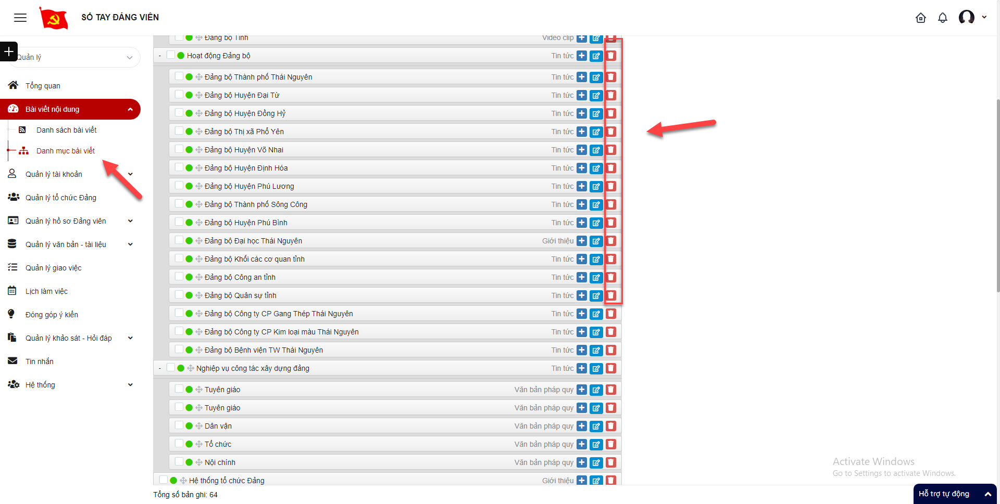 SỔ TAY ĐẢNG VIÊN
Quản lý
Tổng quan
Bài viết nội dung
Danh sách bài viết
Danh mục bài viết
Quản lý tài khoản
Quản lý tổ chức Đảng
Quản lý hồ sơ Đảng viên
Quản lý văn bản - tài liệu
Quản lý giao việc
Lịch làm việc
Đóng góp ý kiến
Quản lý khảo sát - Hỏi đáp
Tin nhắn
Hệ thống
Đảng bộ Tỉnh Video clip
- Hoạt động Đảng bộ Tin tức
Đảng bộ Thành phố Thái Nguyên Tin tức
Đảng bộ Huyện Đại Từ Tin tức
Đảng bộ Huyện Đồng Hỷ Tin tức
Đảng bộ Thị xã Phổ Yên Tin tức
Đảng bộ Huyện Võ Nhai Tin tức
Đảng bộ Huyện Định Hóa Tin tức
Đảng bộ Huyện Phú Lương Tin tức
Đảng bộ Thành phố Sông Công Tin tức
Đảng bộ Huyện Phú Bình Tin tức
Đảng bộ Đại học Thái Nguyên Giới thiệu
Đảng bộ Khối các cơ quan tỉnh Tin tức
Đảng bộ Công an tỉnh Tin tức
Đảng bộ Quân sự tỉnh Tin tức
Đảng bộ Công ty CP Gang Thép Thái Nguyên Tin tức
Đảng bộ Công ty CP Kim loại màu Thái Nguyên Tin tức
Đảng bộ Bệnh viện TW Thái Nguyên Tin tức
- Nghiệp vụ công tác xây dựng đảng Tin tức
Tuyên giáo Văn bản pháp quy
Tuyên giáo Văn bản pháp quy
Dân vận Văn bản pháp quy
Tổ chức Văn bản pháp quy
Nội chính Văn bản pháp quy
Hệ thống tổ chức Đảng Giới thiệu
Tổng số bản ghi: 64
Activate Windows
Go to Settings to activate Windows.
Hỗ trợ tự động